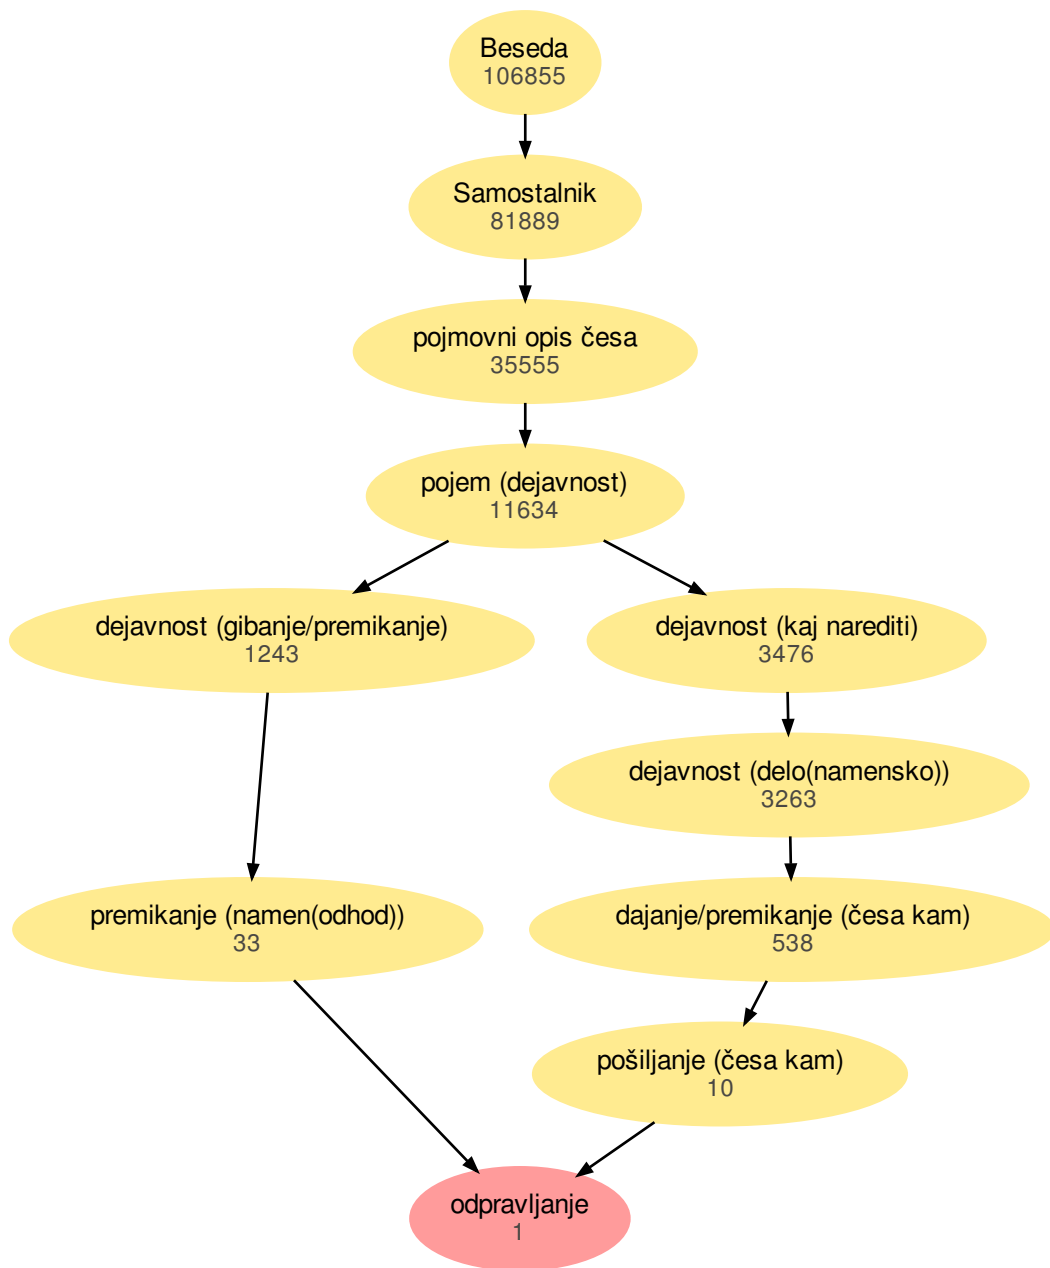 Beseda
106855
Samostalnik
81889
pojmovni opis česa
35555
pojem (dejavnost)
11634
dejavnost (gibanje/premikanje)
1243
dejavnost (kaj narediti)
3476
dejavnost (delo(namensko))
3263
premikanje (namen(odhod))
33
dajanje/premikanje (česa kam)
538
pošiljanje (česa kam)
10
odpravljanje
1